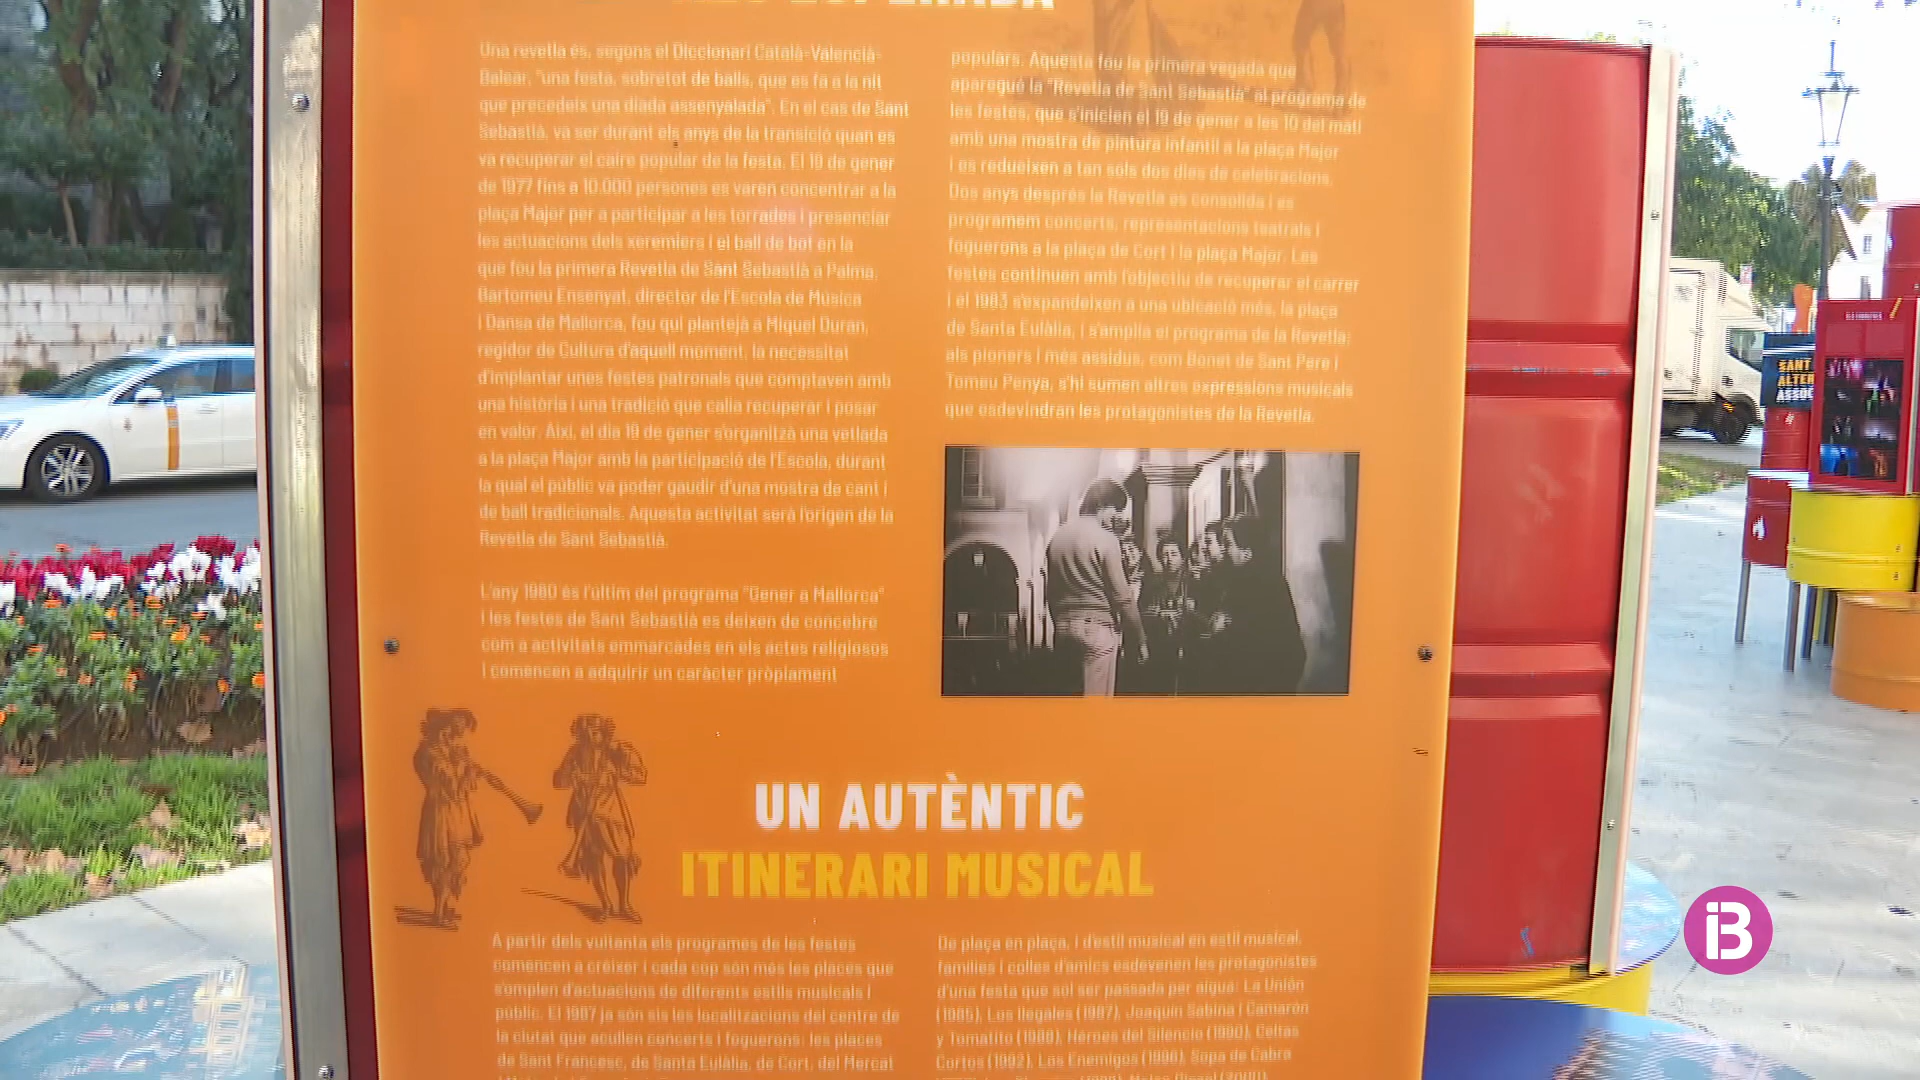 Una revetla és, segons el Diccionari Català-Valencià-
Balear, "una festa, sobretot de balls, que es fa a la nit
que precedeix una diada assenyalada". En el cas de Sant
Sebastià, va ser durant els anys de la transició quan es
va recuperar el caire popular de la festa. El 19 de gener
de 1977 fins a 10.000 persones es varen concentrar a la
plaça Major per a participar a les torrades i presenciar
les actuacions dels xeremiers i el ball de bot en la
que fou la primera Revetla de Sant Sebastià a Palma.
Bartomeu Ensenyat, director de l'Escola de Música
i Dansa de Mallorca, fou qui plantejà a Miquel Duran,
regidor de Cultura d'aquell moment, la necessitat
d'implantar unes festes patronals que comptaven amb
una història i una tradició que calia recuperar i posar
en valor. Així, el dia 19 de gener s'organitzà una vetlada
a la plaça Major amb la participació de l'Escola, durant
la qual el públic va poder gaudir d'una mostra de cant i
de ball tradicionals. Aquesta activitat serà l'origen de la
Revetla de Sant Sebastià.
L'any 1980 és l'últim del programa "Gener a Mallorca"
i les festes de Sant Sebastià es deixen de concebre
com a activitats emmarcades en els actes religiosos
i comencen a adquirir un caràcter pròpiament
populars. Aquesta fou la primera vegada que
aparegué la "Revetla de Sant Sebastià" al programa de
les festes, que s'inicien el 19 de gener a les 10 del matí
amb una mostra de pintura infantil a la plaça Major
i es redueixen a tan sols dos dies de celebracions.
Dos anys després la Revetla es consolida i es
programem concerts, representacions teatrals i
foguerons a la plaça de Cort i la plaça Major. Les
festes continuen amb l'objectiu de recuperar el carrer
i el 1983 s'expandeixen a una ubicació més, la plaça
de Santa Eulàlia, i s'amplia el programa de la Revetla;
als pioners i més assidus, com Bonet de Sant Pere i
Tomeu Penya, s'hi sumen altres expressions musicals
que esdevindran les protagonistes de la Revetla.
UN AUTÈNTIC
ITINERARI MUSICAL
A partir dels vuitanta els programes de les festes
comencen a créixer i cada cop són més les places que
s'omplen d'actuacions de diferents estils musicals i
públic. El 1987 ja són sis les localitzacions del centre de
la ciutat que acullen concerts i foguerons: les places
de Sant Francesc, de Santa Eulàlia, de Cort, del Mercat
De plaça en plaça, i d'estil musical en estil musical,
famílies i colles d'amics esdevenen les protagonistes
d'una festa que sol ser passada per aigua: La Unión
(1985), Los Ilegales (1987), Joaquín Sabina i Camarón
y Tomatito (1989), Héroes del Silencio (1990), Celtas
Cortos (1992), Los Enemigos (1996), Sopa de Cabra
SANT
ALTER
ASSOC
iB